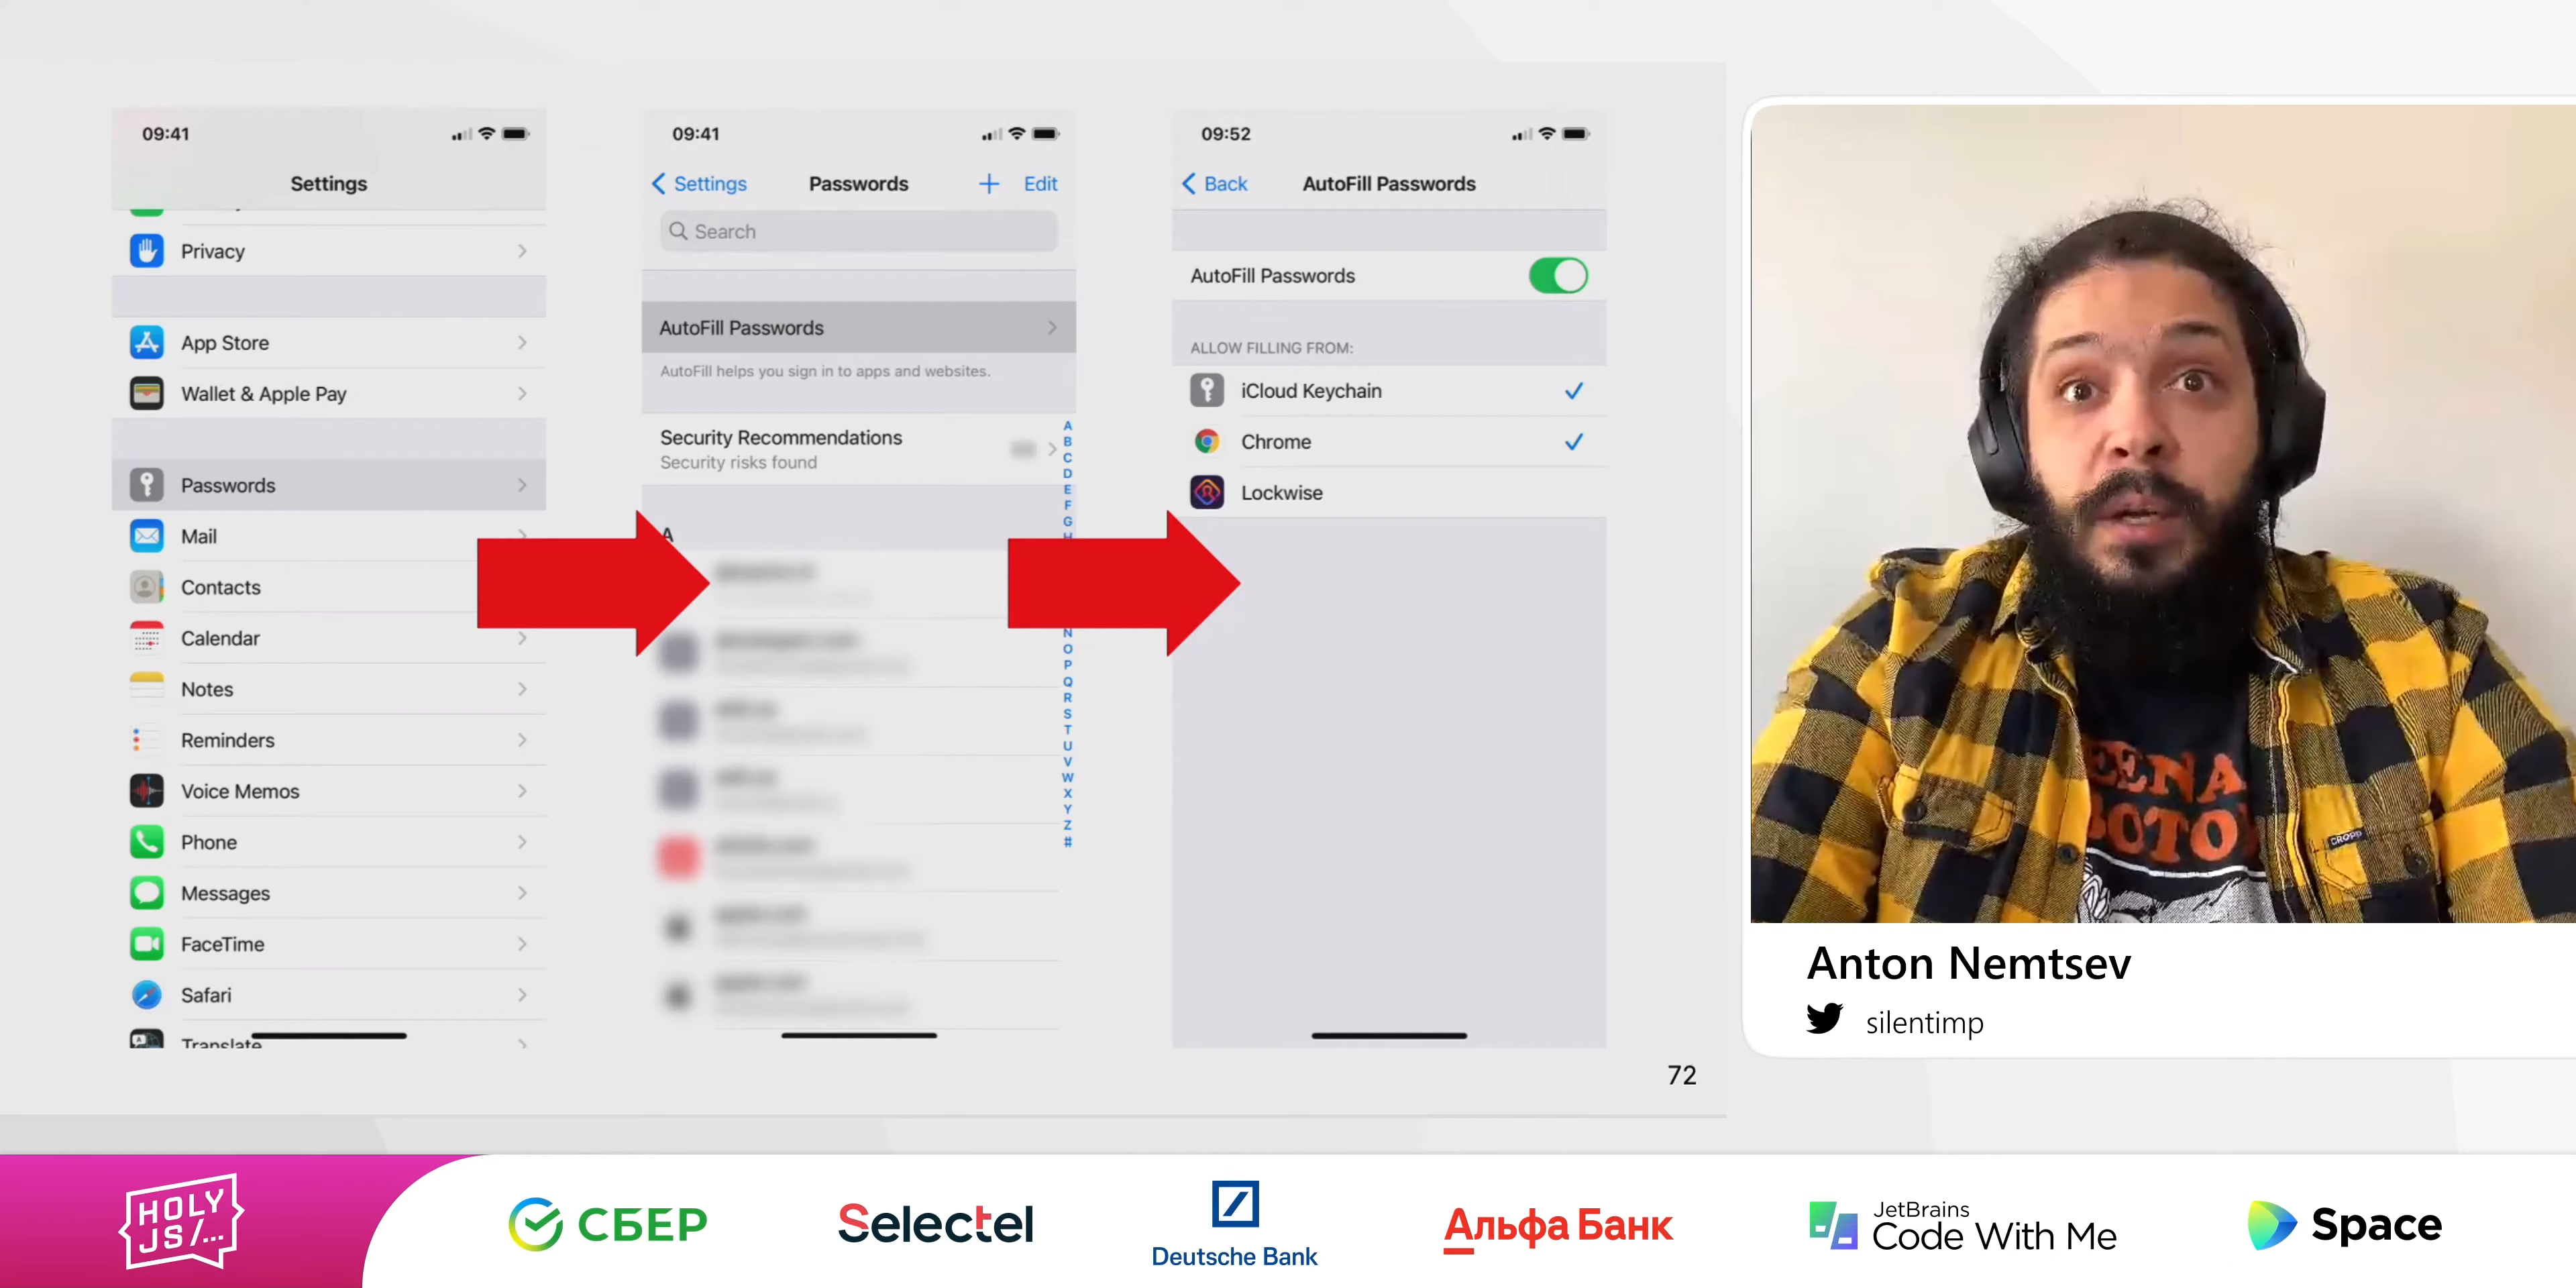 09:41
Settings
Privacy
App Store
Wallet & Apple Pay
Passwords
Mail
Contacts
Calendar
Notes
Reminders
Voice Memos
Phone
Messages
FaceTime
Safari
Translate
09:41
Settings
Passwords
+
Edit
Search
AutoFill Passwords
AutoFill helps you sign in to apps and websites.
Security Recommendations
Security risks found
A
A
B
C
D
E
F
G
N
O
P
Q
R
S
T
U
V
W
X
Y
Z
#
09:52
Back
AutoFill Passwords
AutoFill Passwords
ALLOW FILLING FROM:
iCloud Keychain
Chrome
Lockwise
72
CROPP
Anton Nemtsev
silentimp
HOLY
JS/...
СБЕР
Selectel
Deutsche Bank
Альфа Банк
JetBrains
Code With Me
Space